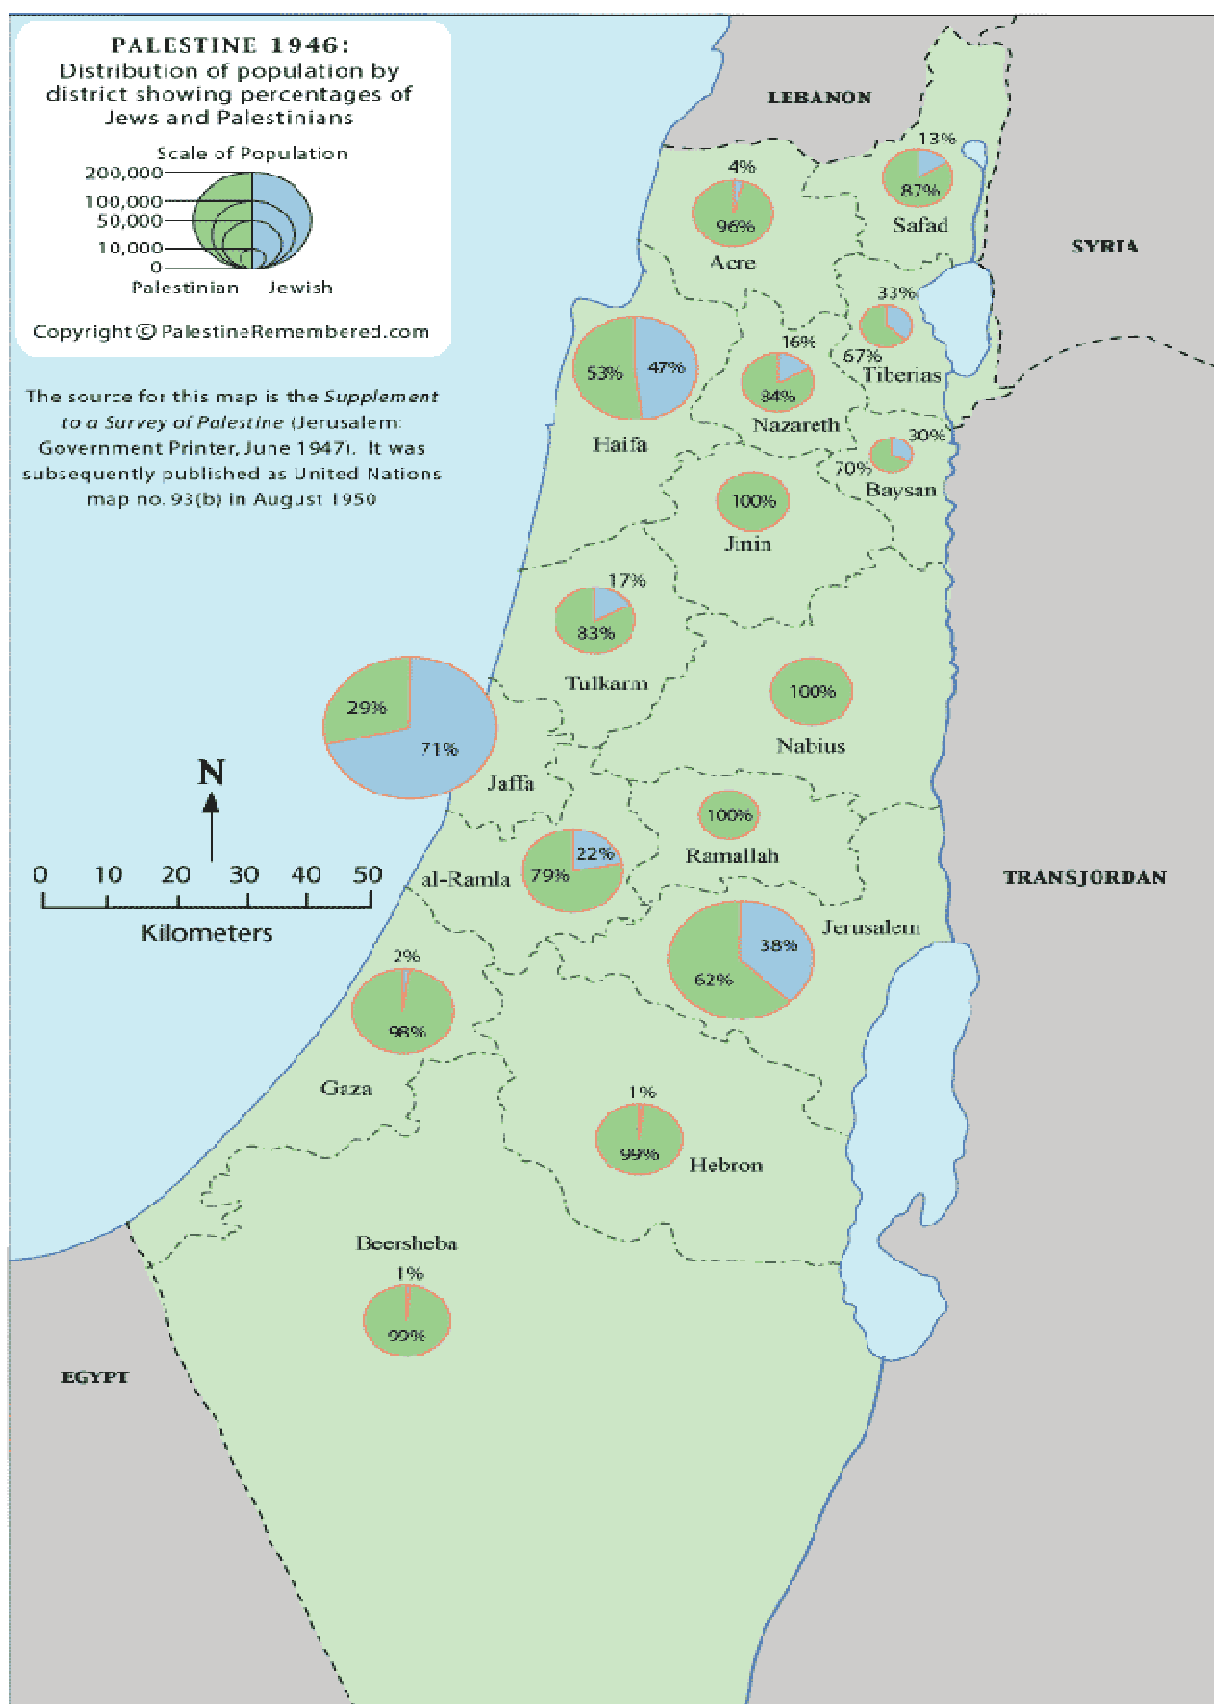 PALESTINE 1946:
Distribution of population by
district showing percentages of
Jews and Palestinians
Scale of Population
200,000
100,000
50,000
10,000
0
Palestinian Jewish
Copyright © PalestineRemembered.com
The source for this map is the Supplement
to a Survey of Palestine (Jerusalem:
Government Printer, June 1947). It was
subsequently published as United Nations
map no. 93(b) in August 1950
LEBANON
SYRIA
TRANSJORDAN
EGYPT
13%
87%
Safad
4%
96%
Acre
33%
67%
Tiberias
53%
47%
Haifa
16%
84%
Nazareth
30%
70%
Baysan
100%
Jinin
17%
83%
Tulkarm
100%
Nabius
29%
71%
Jaffa
100%
Ramallah
22%
79%
al-Ramla
Jerusalem
38%
62%
2%
98%
Gaza
1%
99%
Hebron
Beersheba
1%
99%
N
0 10 20 30 40 50
Kilometers